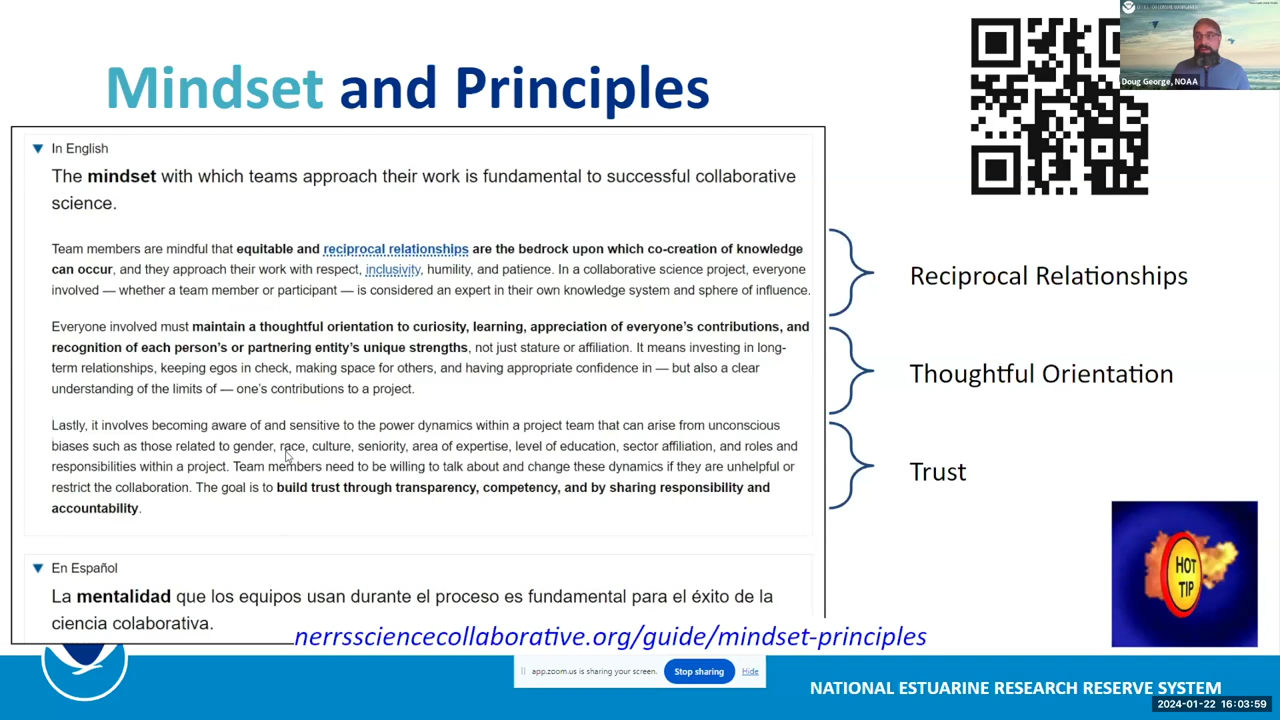 Mindset and Principles
Doug George, NOAA
In English
The mindset with which teams approach their work is fundamental to successful collaborative
science.
Team members are mindful that equitable and reciprocal relationships are the bedrock upon which co-creation of knowledge
can occur, and they approach their work with respect, inclusivity, humility, and patience. In a collaborative science project, everyone
involved — whether a team member or participant — is considered an expert in their own knowledge system and sphere of influence.
Reciprocal Relationships
Everyone involved must maintain a thoughtful orientation to curiosity, learning, appreciation of everyone's contributions, and
recognition of each person's or partnering entity's unique strengths, not just stature or affiliation. It means investing in long-
term relationships, keeping egos in check, making space for others, and having appropriate confidence in — but also a clear
understanding of the limits of — one's contributions to a project.
Thoughtful Orientation
Lastly, it involves becoming aware of and sensitive to the power dynamics within a project team that can arise from unconscious
biases such as those related to gender, race, culture, seniority, area of expertise, level of education, sector affiliation, and roles and
responsibilities within a project. Team members need to be willing to talk about and change these dynamics if they are unhelpful or
restrict the collaboration. The goal is to build trust through transparency, competency, and by sharing responsibility and
accountability.
Trust
HOT
TIP
En Español
La mentalidad que los equipos usan durante el proceso es fundamental para el éxito de la
ciencia colaborativa.
nerrssciencecollaborative.org/guide/mindset-principles
app.zoom.us is sharing your screen.
Stop sharing
Hide
NATIONAL ESTUARINE RESEARCH RESERVE SYSTEM
2024-01-22 16:03:59